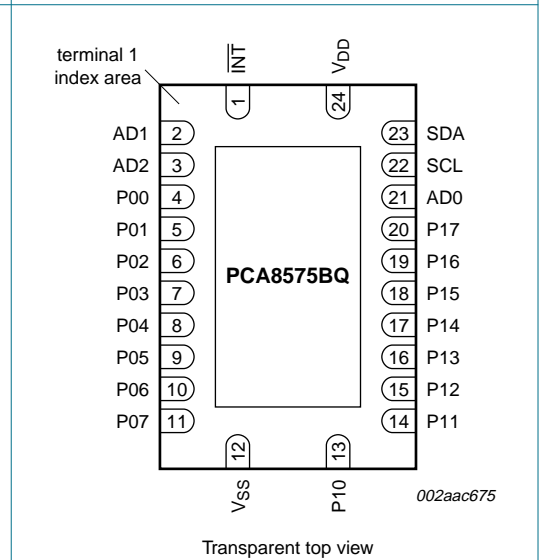 terminal 1
index area
INT
VDD
1
24
AD1 2
23 SDA
AD2 3
22 SCL
P00 4
21 AD0
P01 5
20 P17
P02 6
19 P16
PCA8575BQ
P03 7
18 P15
P04 8
17 P14
P05 9
16 P13
P06 10
15 P12
P07 11
14 P11
12
13
VSS
P10
002aac675
Transparent top view